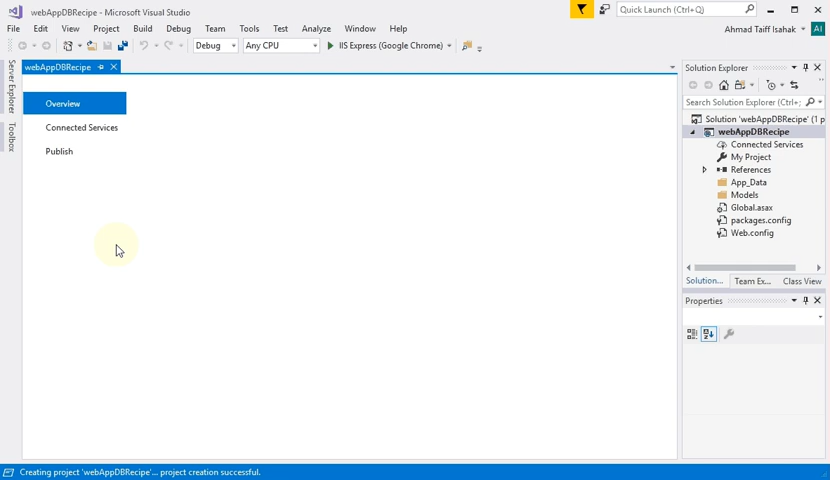 webAppDBRecipe - Microsoft Visual Studio
Quick Launch (Ctrl+Q)
File Edit View Project Build Debug Team Tools Test Analyze Window Help
Ahmad Taiff Isahak AI
Debug Any CPU IIS Express (Google Chrome)
Server Explorer
Toolbox
webAppDBRecipe
Overview
Connected Services
Publish
Solution Explorer
Search Solution Explorer (Ctrl+;
Solution 'webAppDBRecipe' (1 p
webAppDBRecipe
Connected Services
My Project
References
App_Data
Models
Global.asax
packages.config
Web.config
Solution... Team Ex... Class View
Properties
Creating project 'webAppDBRecipe'... project creation successful.